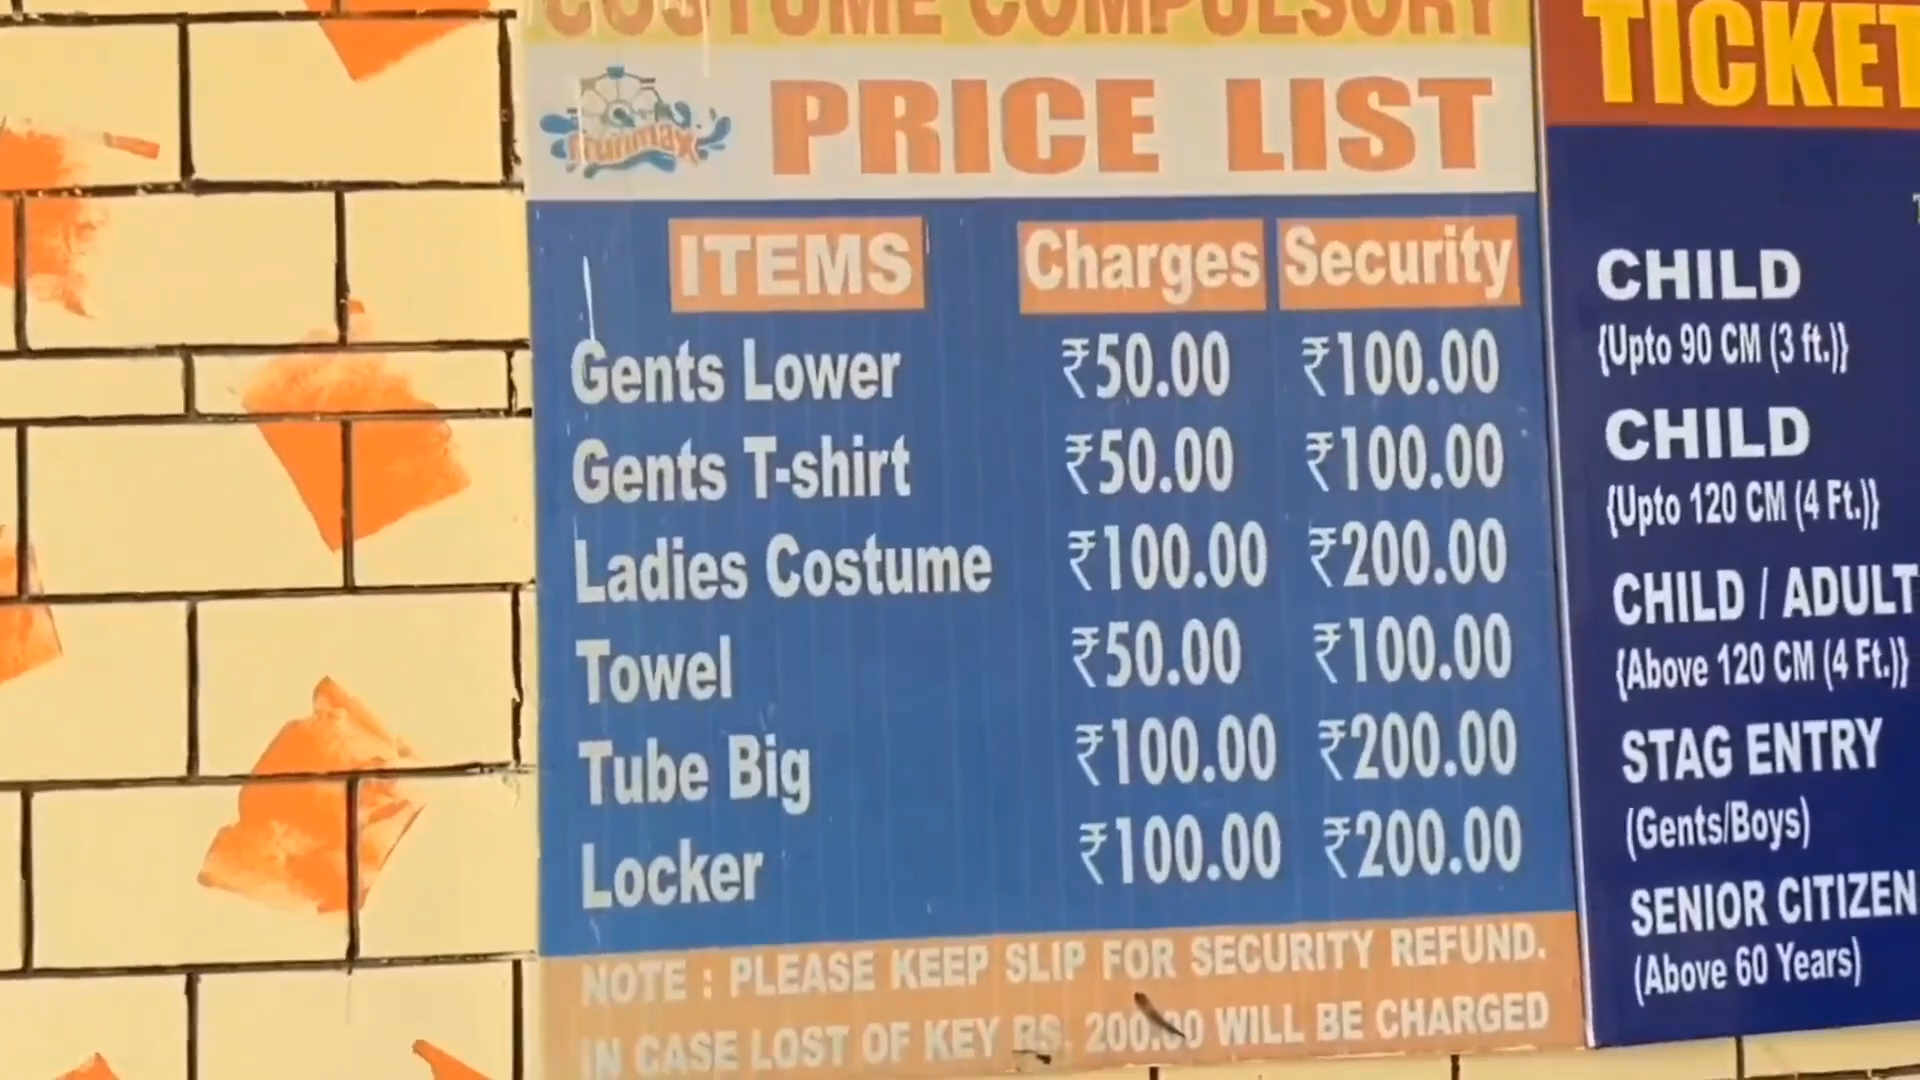 COSTUME COMPULSORY
funmax PRICE LIST
ITEMS Charges Security
Gents Lower ₹50.00 ₹100.00
Gents T-shirt ₹50.00 ₹100.00
Ladies Costume ₹100.00 ₹200.00
Towel ₹50.00 ₹100.00
Tube Big ₹100.00 ₹200.00
Locker ₹100.00 ₹200.00
NOTE : PLEASE KEEP SLIP FOR SECURITY REFUND.
IN CASE LOST OF KEY RS. 200.00 WILL BE CHARGED
TICKET
CHILD
{Upto 90 CM (3 ft.)}
CHILD
{Upto 120 CM (4 Ft.)}
CHILD / ADULT
{Above 120 CM (4 Ft.)}
STAG ENTRY
(Gents/Boys)
SENIOR CITIZEN
(Above 60 Years)